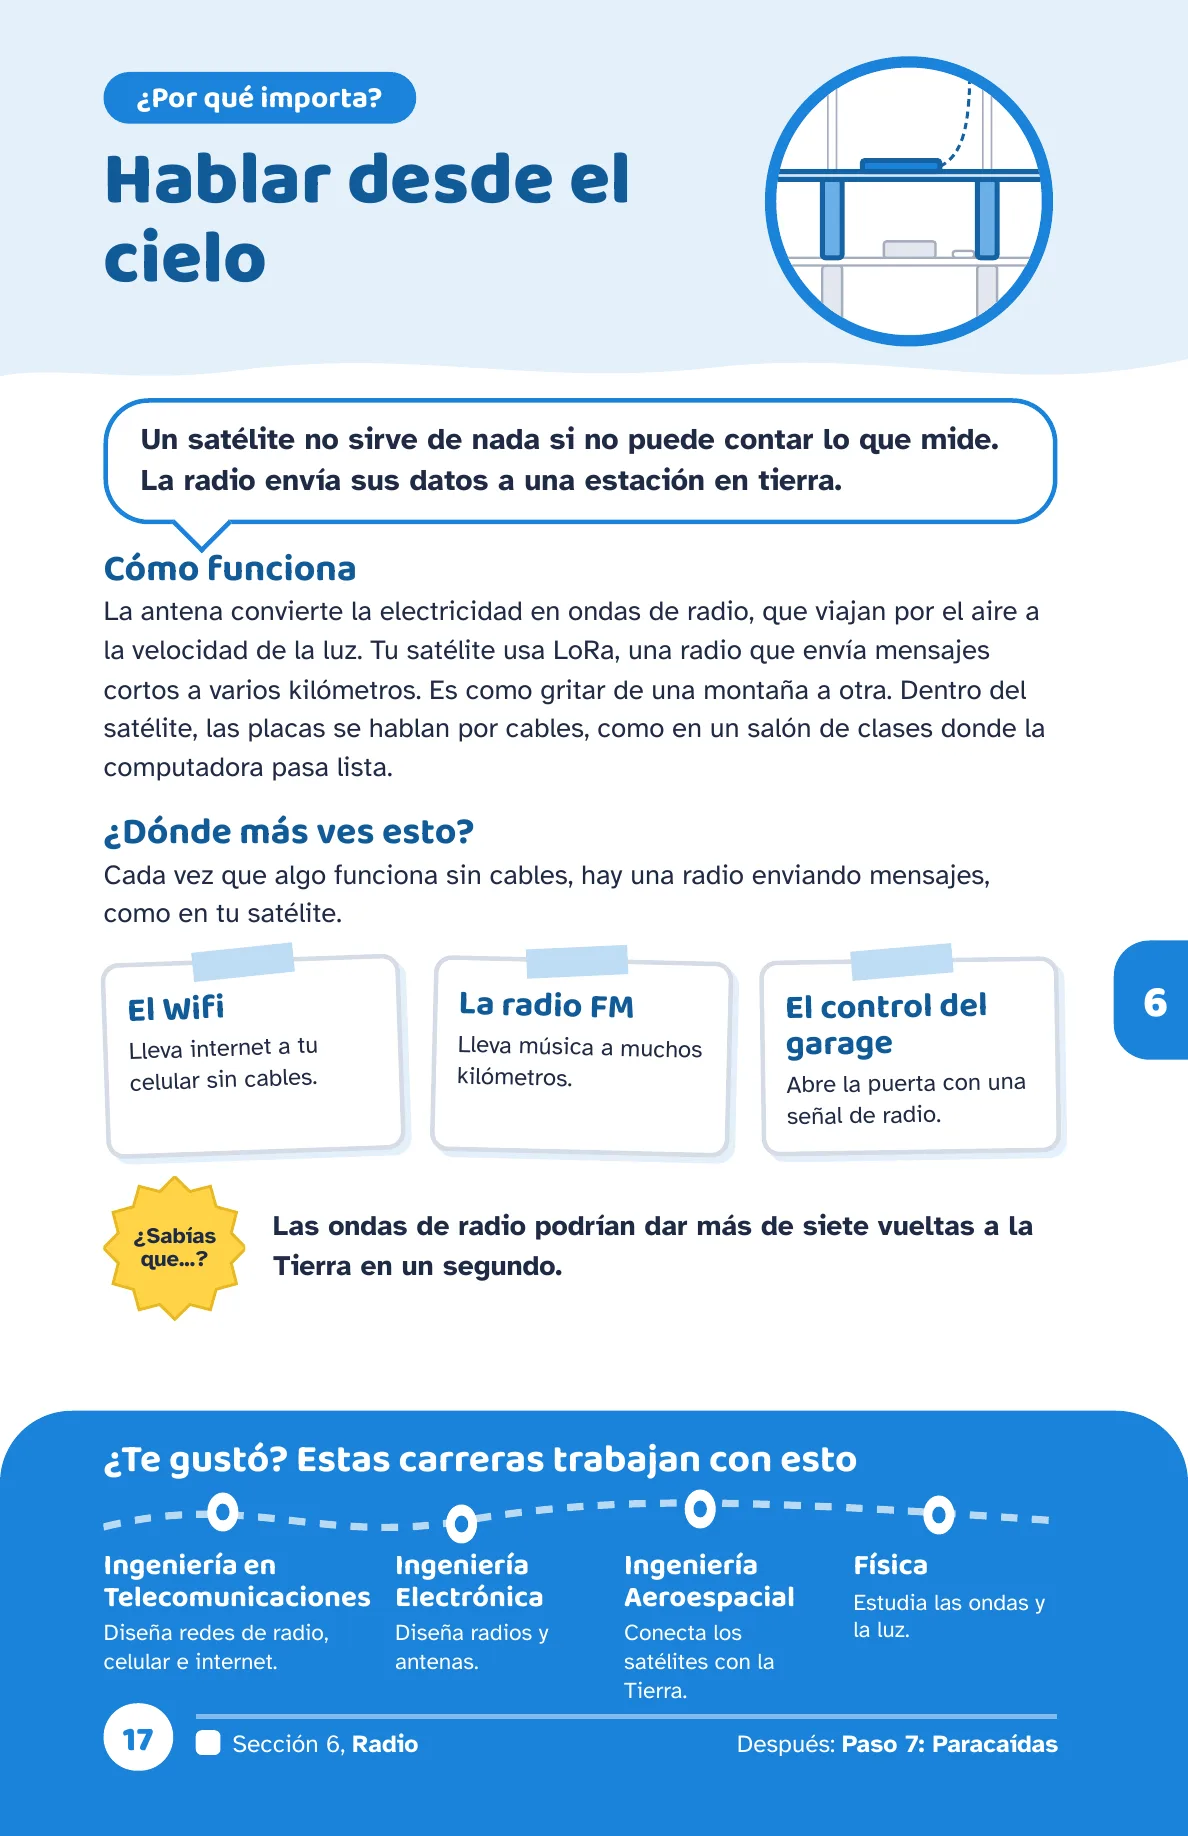 ¿Por qué importa?
Hablar desde el
cielo
Un satélite no sirve de nada si no puede contar lo que mide.
La radio envía sus datos a una estación en tierra.
Cómo funciona
La antena convierte la electricidad en ondas de radio, que viajan por el aire a
la velocidad de la luz. Tu satélite usa LoRa, una radio que envía mensajes
cortos a varios kilómetros. Es como gritar de una montaña a otra. Dentro del
satélite, las placas se hablan por cables, como en un salón de clases donde la
computadora pasa lista.
¿Dónde más ves esto?
Cada vez que algo funciona sin cables, hay una radio enviando mensajes,
como en tu satélite.
El Wifi
Lleva internet a tu
celular sin cables.
La radio FM
Lleva música a muchos
kilómetros.
El control del
garage
Abre la puerta con una
señal de radio.
6
¿Sabías
que...?
Las ondas de radio podrían dar más de siete vueltas a la
Tierra en un segundo.
¿Te gustó? Estas carreras trabajan con esto
Ingeniería en
Telecomunicaciones
Diseña redes de radio,
celular e internet.
Ingeniería
Electrónica
Diseña radios y
antenas.
Ingeniería
Aeroespacial
Conecta los
satélites con la
Tierra.
Física
Estudia las ondas y
la luz.
17
Sección 6, Radio
Después: Paso 7: Paracaídas